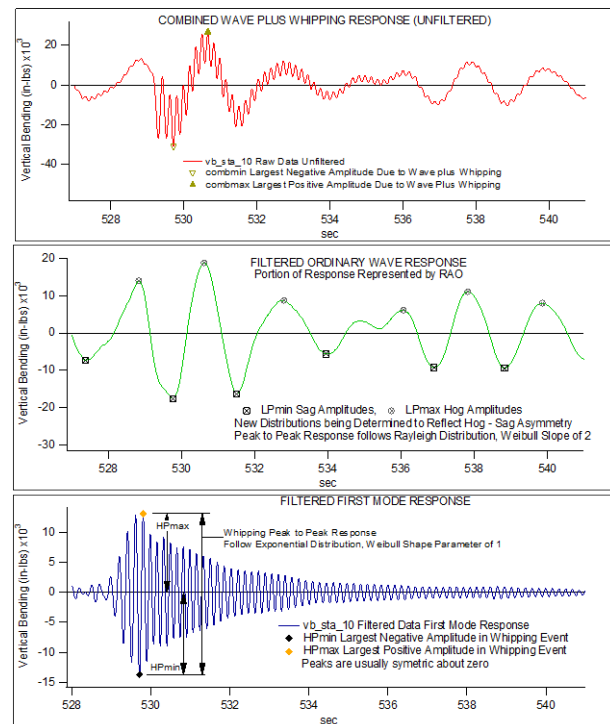 COMBINED WAVE PLUS WHIPPING RESPONSE (UNFILTERED)
Vertical Bending (in-lbs) x10³
20
0
-20
-40
vb_sta_10 Raw Data Unfiltered
combmin Largest Negative Amplitude Due to Wave plus Whipping
combmax Largest Positive Amplitude Due to Wave Plus Whipping
528 530 532 534 536 538 540
sec
FILTERED ORDINARY WAVE RESPONSE
Portion of Response Represented by RAO
Vertical Bending (in-lbs) x10³
20
10
0
-10
-20
-30
LPmin Sag Amplitudes, LPmax Hog Amplitudes
New Distributions being Determined to Reflect Hog - Sag Asymmetry
Peak to Peak Response follows Rayleigh Distribution, Weibull Slope of 2
528 530 532 534 536 538 540
sec
FILTERED FIRST MODE RESPONSE
Vertical Bending (in-lbs) x10³
10
5
0
-5
-10
-15
HPmax
Whipping Peak to Peak Response
Follow Exponential Distribution, Weibull Shape Parameter of 1
HPmin
vb_sta_10 Filtered Data First Mode Response
HPmin Largest Negative Amplitude in Whipping Event
HPmax Largest Positive Amplitude in Whipping Event
Peaks are usually symetric about zero
528 530 532 534 536 538 540
sec